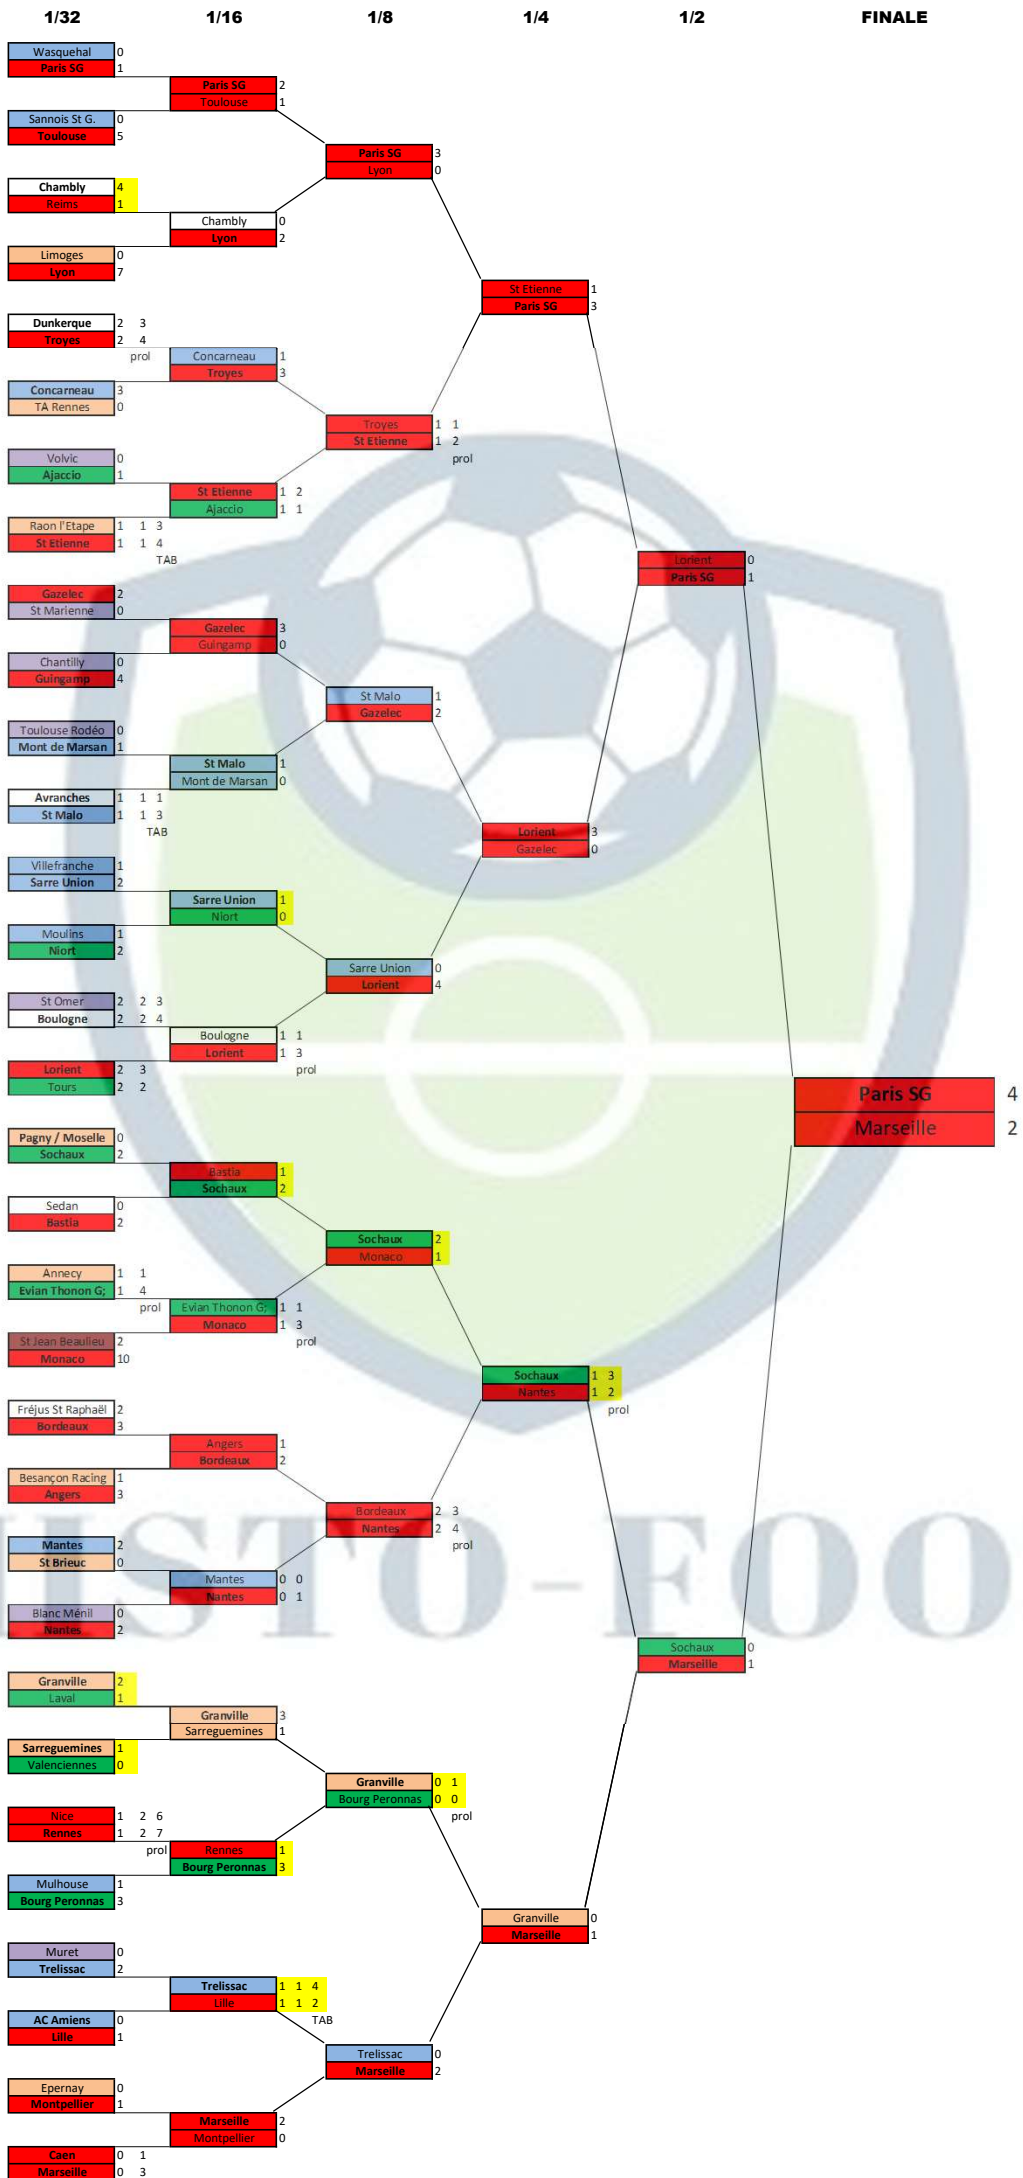 1/32 1/16 1/8 1/4 1/2 FINALE
Wasquehal 0
Paris SG 1
Paris SG 2
Toulouse 1
Sannois St G. 0
Toulouse 5
Paris SG 3
Lyon 0
Chambly 4
Reims 1
Chambly 0
Lyon 2
Limoges 0
Lyon 7
St Etienne 1
Paris SG 3
Dunkerque 2 3
Troyes 2 4
prol
Concarneau 1
Troyes 3
Concarneau 3
TA Rennes 0
Troyes 1 1
St Etienne 1 2
prol
Volvic 0
Ajaccio 1
St Etienne 1 2
Ajaccio 1 1
Raon l'Etape 1 1 3
St Etienne 1 1 4
TAB
Lorient 0
Paris SG 1
Gazelec 2
St Marienne 0
Gazelec 3
Guingamp 0
Chantilly 0
Guingamp 4
St Malo 1
Gazelec 2
Toulouse Rodéo 0
Mont de Marsan 1
St Malo 1
Mont de Marsan 0
Avranches 1 1 1
St Malo 1 1 3
TAB
Lorient 3
Gazelec 0
Villefranche 1
Sarre Union 2
Sarre Union 1
Niort 0
Moulins 1
Niort 2
Sarre Union 0
Lorient 4
St Omer 2 2 3
Boulogne 2 2 4
Boulogne 1 1
Lorient 1 3
prol
Lorient 2 3
Tours 2 2
Paris SG 4
Marseille 2
Pagny / Moselle 0
Sochaux 2
Bastia 1
Sochaux 2
Sedan 0
Bastia 2
Sochaux 2
Monaco 1
Annecy 1 1
Evian Thonon G; 1 4
prol
Evian Thonon G; 1 1
Monaco 1 3
prol
St Jean Beaulieu 2
Monaco 10
Sochaux 1 3
Nantes 1 2
prol
Fréjus St Raphaël 2
Bordeaux 3
Angers 1
Bordeaux 2
Besançon Racing 1
Angers 3
Bordeaux 2 3
Nantes 2 4
prol
Mantes 2
St Brieuc 0
Mantes 0 0
Nantes 0 1
Blanc Ménil 0
Nantes 2
HISTO-FOO
Sochaux 0
Marseille 1
Granville 2
Laval 1
Granville 3
Sarreguemines 1
Sarreguemines 1
Valenciennes 0
Granville 0 1
Bourg Peronnas 0 0
prol
Nice 1 2 6
Rennes 1 2 7
prol
Rennes 1
Bourg Peronnas 3
Mulhouse 1
Bourg Peronnas 3
Granville 0
Marseille 1
Muret 0
Trelissac 2
Trelissac 1 1 4
Lille 1 1 2
TAB
AC Amiens 0
Lille 1
Trelissac 0
Marseille 2
Epernay 0
Montpellier 1
Marseille 2
Montpellier 0
Caen 0 1
Marseille 0 3